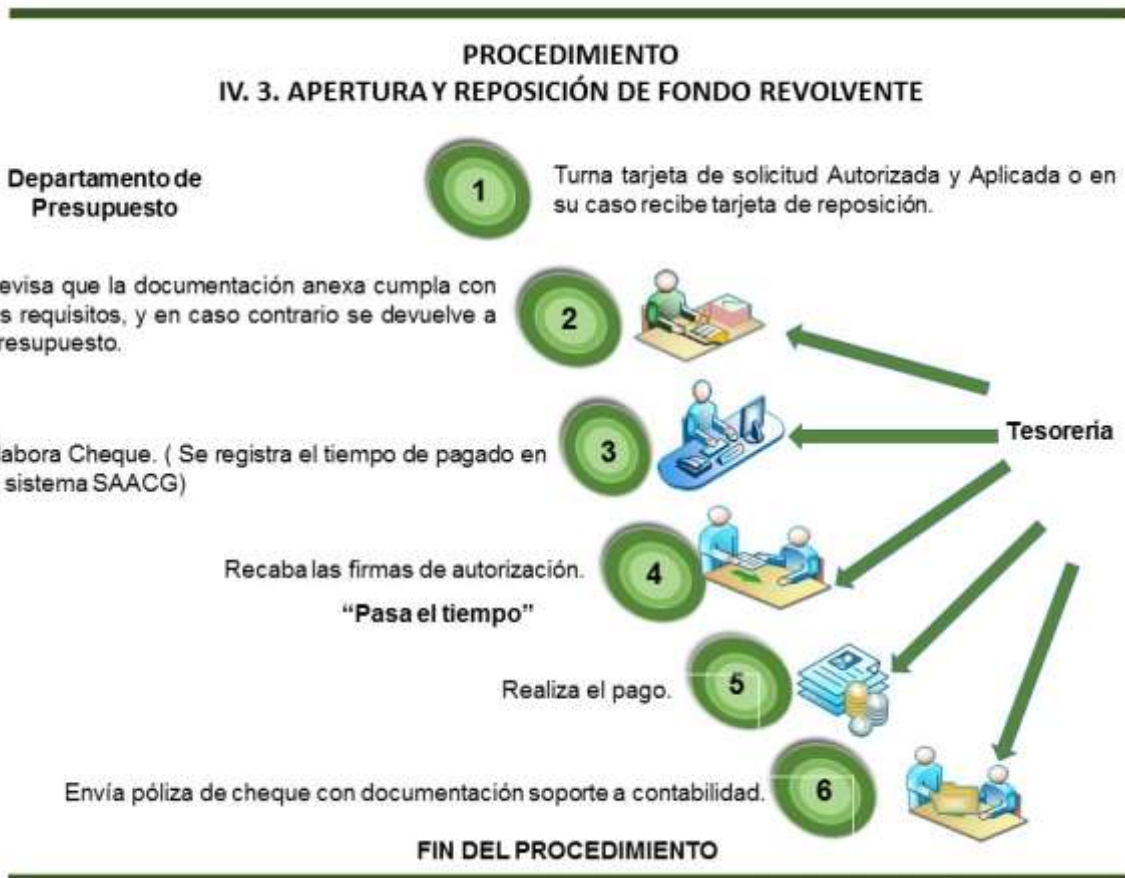 PROCEDIMIENTO
IV. 3. APERTURA Y REPOSICIÓN DE FONDO REVOLVENTE
Departamento de
Presupuesto
1
Turna tarjeta de solicitud Autorizada y Aplicada o en
su caso recibe tarjeta de reposición.
evisa que la documentación anexa cumpla con
s requisitos, y en caso contrario se devuelve a
resupuesto.
2
labora Cheque. ( Se registra el tiempo de pagado en
sistema SAACG)
3
Tesoreria
Recaba las firmas de autorización.
4
“Pasa el tiempo”
Realiza el pago.
5
Envía póliza de cheque con documentación soporte a contabilidad.
6
FIN DEL PROCEDIMIENTO